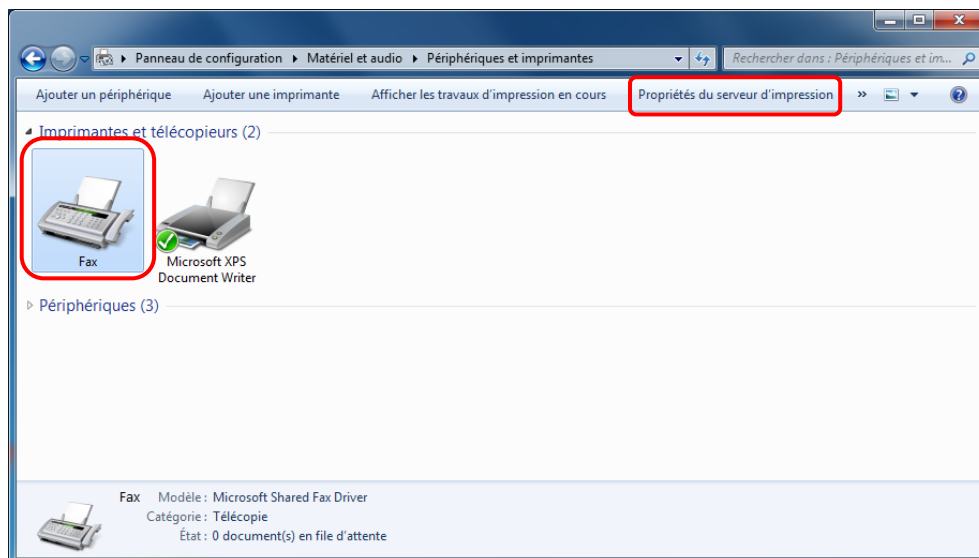 Panneau de configuration ▸ Matériel et audio ▸ Périphériques et imprimantes
Rechercher dans : Périphériques et im...
Ajouter un périphérique Ajouter une imprimante Afficher les travaux d'impression en cours Propriétés du serveur d'impression »
Imprimantes et télécopieurs (2)
Fax
Microsoft XPS
Document Writer
Périphériques (3)
Fax Modèle : Microsoft Shared Fax Driver
Catégorie : Télécopie
État : 0 document(s) en file d'attente